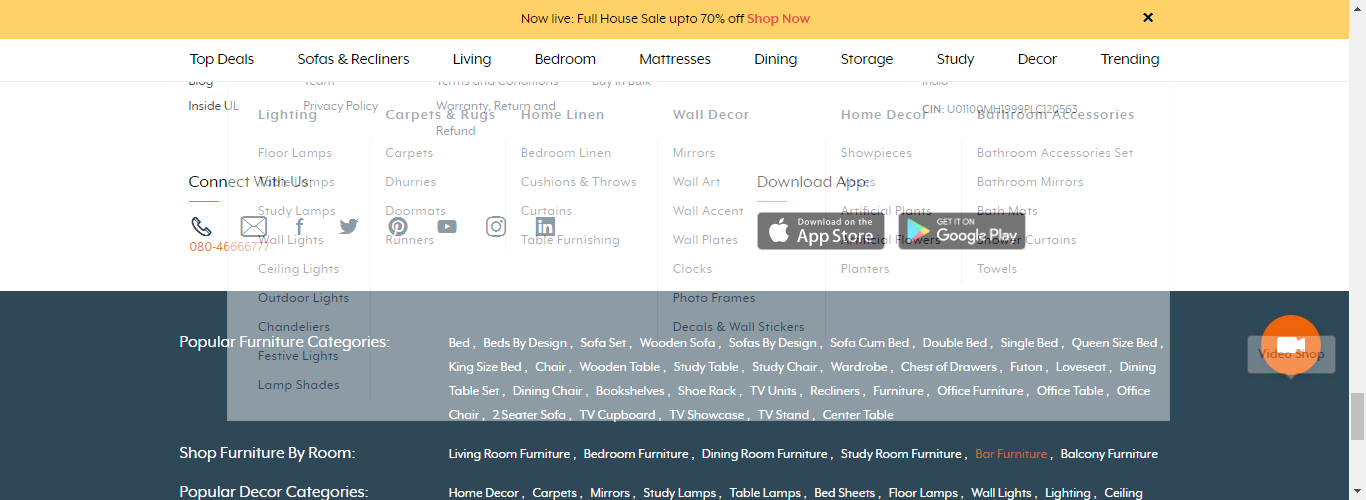 Now live: Full House Sale upto 70% off Shop Now ✕
Top Deals Sofas & Recliners Living Bedroom Mattresses Dining Storage Study Decor Trending
Blog Team Terms and Conditions Buy in Bulk India
Inside UL Privacy Policy Warranty, Return and Refund CIN: U01100MH1999PLC120563
Connect With Us: Download App:
080-46666777
Download on the App Store
GET IT ON Google Play
Lighting
Floor Lamps
Table Lamps
Study Lamps
Wall Lights
Ceiling Lights
Outdoor Lights
Chandeliers
Festive Lights
Lamp Shades
Carpets & Rugs
Carpets
Dhurries
Doormats
Runners
Home Linen
Bedroom Linen
Cushions & Throws
Curtains
Table Furnishing
Wall Decor
Mirrors
Wall Art
Wall Accent
Wall Plates
Clocks
Photo Frames
Decals & Wall Stickers
Home Decor
Showpieces
Artificial Plants
Artificial Flowers
Planters
Bathroom Accessories
Bathroom Accessories Set
Bathroom Mirrors
Bath Mats
Shower Curtains
Towels
Video Shop
Popular Furniture Categories:
Bed , Beds By Design , Sofa Set , Wooden Sofa , Sofas By Design , Sofa Cum Bed , Double Bed , Single Bed , Queen Size Bed ,
King Size Bed , Chair , Wooden Table , Study Table , Study Chair , Wardrobe , Chest of Drawers , Futon , Loveseat , Dining
Table Set , Dining Chair , Bookshelves , Shoe Rack , TV Units , Recliners , Furniture , Office Furniture , Office Table , Office
Chair , 2 Seater Sofa , TV Cupboard , TV Showcase , TV Stand , Center Table
Shop Furniture By Room:
Living Room Furniture , Bedroom Furniture , Dining Room Furniture , Study Room Furniture , Bar Furniture , Balcony Furniture
Popular Decor Categories:
Home Decor , Carpets , Mirrors , Study Lamps , Table Lamps , Bed Sheets , Floor Lamps , Wall Lights , Lighting , Ceiling